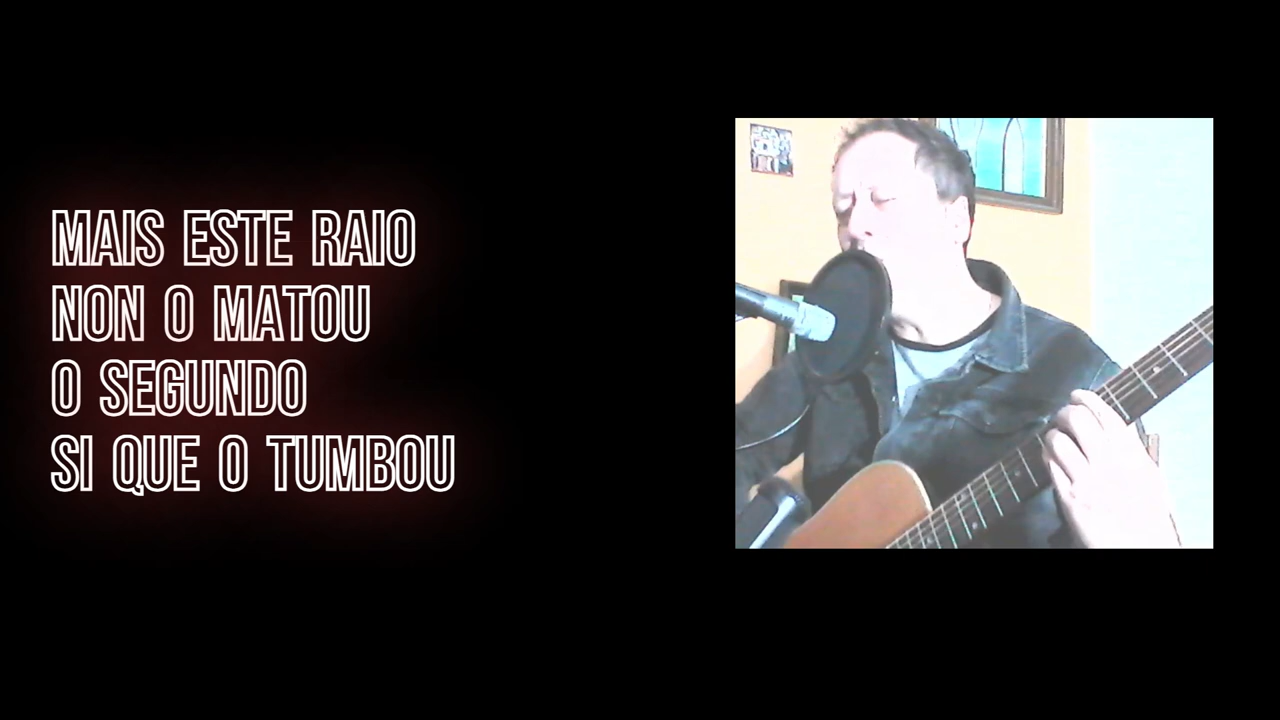 MAIS ESTE RAIO
NON O MATOU
O SEGUNDO
SI QUE O TUMBOU